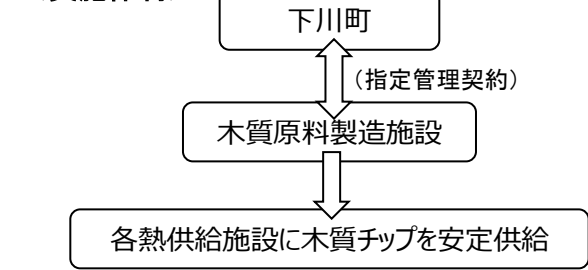 下川町
(指定管理契約)
木質原料製造施設
各熱供給施設に木質チップを安定供給